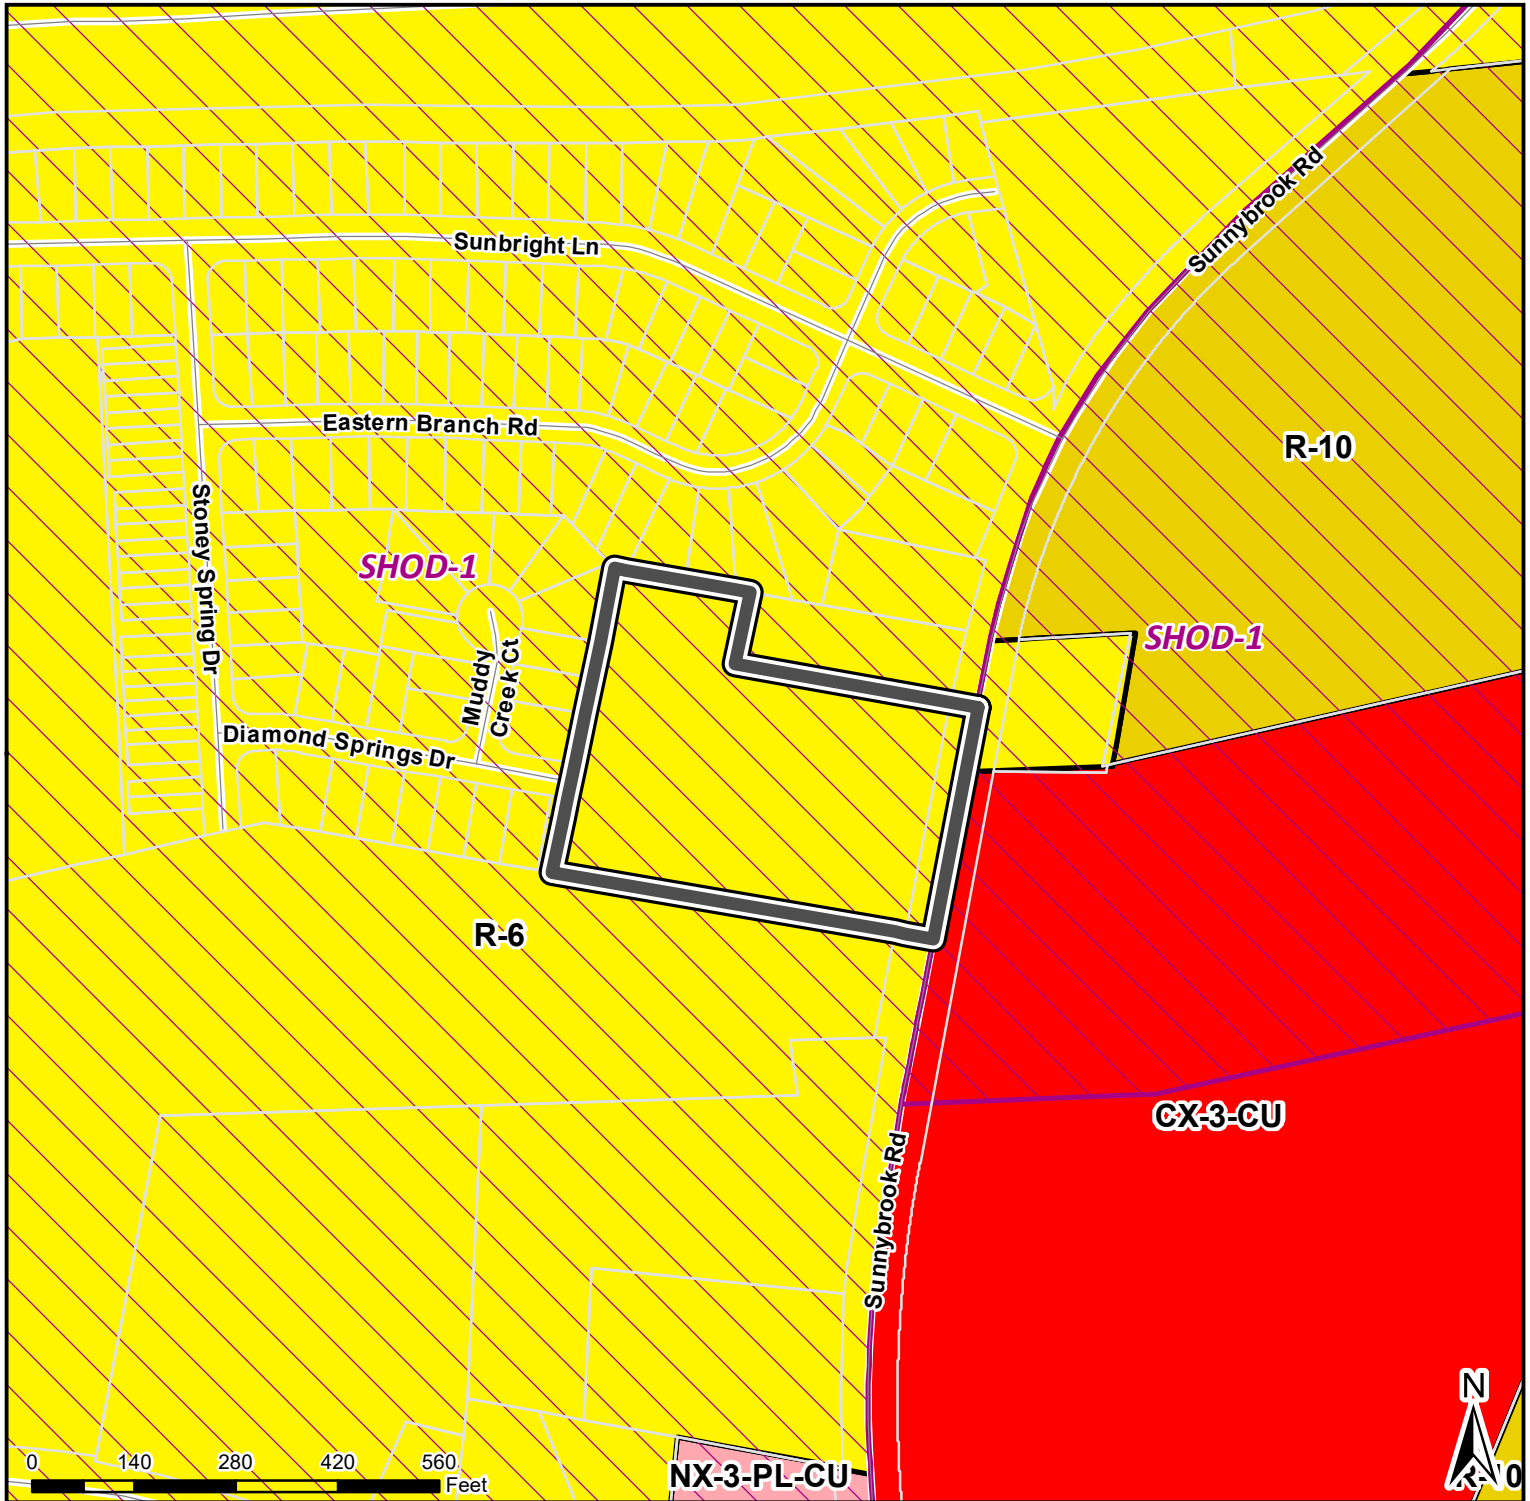 Sunnybrook Rd
Sunbright Ln
Eastern Branch Rd
R-10
Stoney Spring Dr
SHOD-1
SHOD-1
Muddy
Creek Ct
Diamond Springs Dr
R-6
CX-3-CU
Sunnybrook Rd
N
0 140 280 420 560
Feet
NX-3-PL-CU
R-10